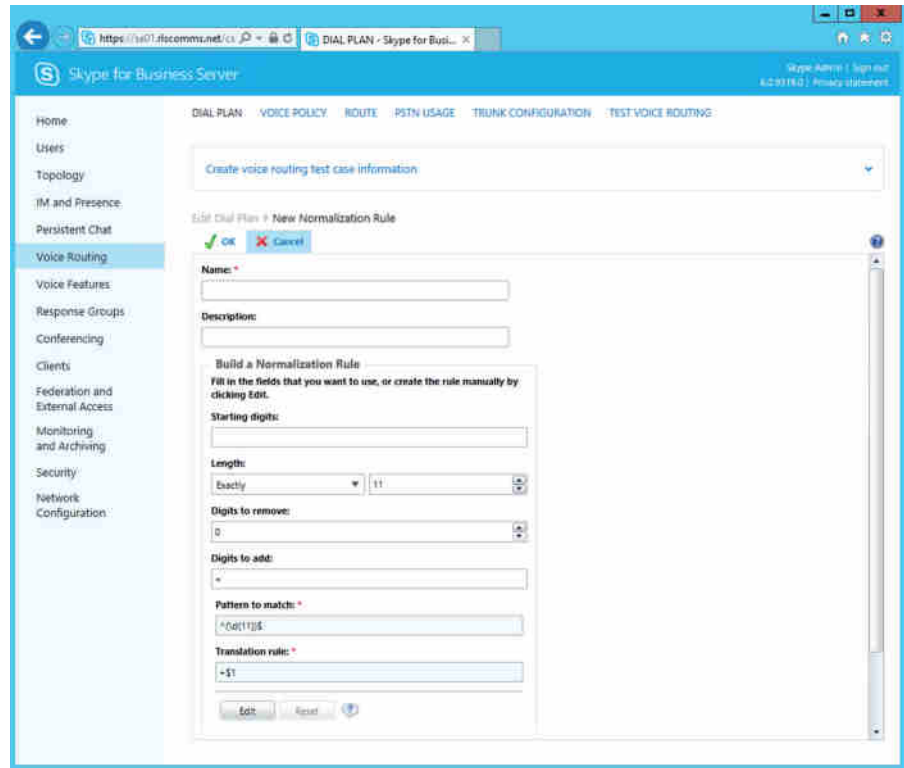 DIAL PLAN - Skype for Busi...
Skype for Business Server
Skype Admin | Sign out
Privacy statement
Home
Users
Topology
IM and Presence
Persistent Chat
Voice Routing
Voice Features
Response Groups
Conferencing
Clients
Federation and
External Access
Monitoring
and Archiving
Security
Network
Configuration
DIAL PLAN VOICE POLICY ROUTE PSTN USAGE TRUNK CONFIGURATION TEST VOICE ROUTING
Create voice routing test case information
Edit Dial Plan New Normalization Rule
OK Cancel
Name: *
Description:
Build a Normalization Rule
Fill in the fields that you want to use, or create the rule manually by
clicking Edit.
Starting digits:
Length:
Exactly 11
Digits to remove:
0
Digits to add:
+
Pattern to match: *
^(\d{11})$
Translation rule: *
+$1
Edit Reset